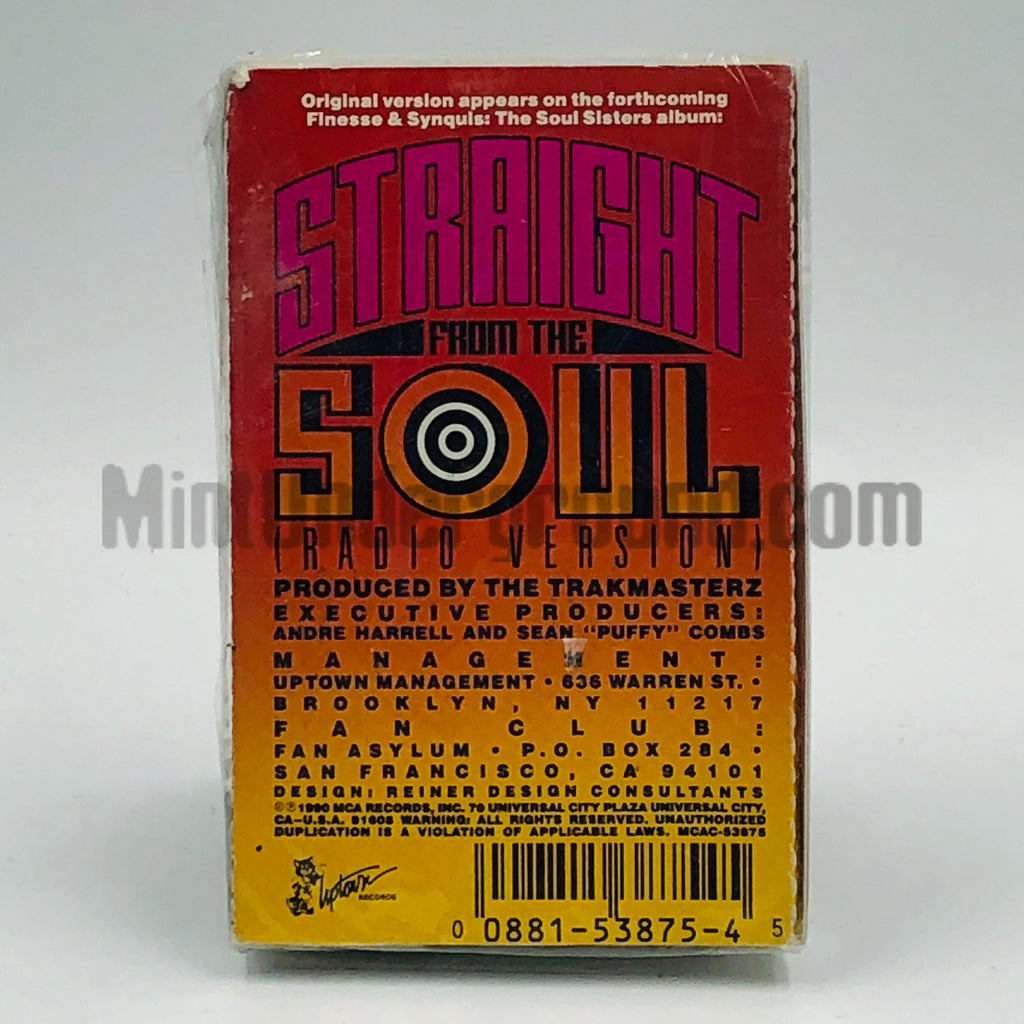 Original version appears on the forthcoming
Finesse & Synquis: The Soul Sisters album:
STRAIGHT
FROM THE
SOUL
(RADIO VERSION)
PRODUCED BY THE TRAKMASTERZ
EXECUTIVE PRODUCERS:
ANDRE HARRELL AND SEAN "PUFFY" COMBS
MANAGEMENT:
UPTOWN MANAGEMENT • 636 WARREN ST. •
BROOKLYN, NY 11217
FAN CLUB:
FAN ASYLUM • P.O. BOX 284 •
SAN FRANCISCO, CA 94101
DESIGN: REINER DESIGN CONSULTANTS
©℗1990 MCA RECORDS, INC. 70 UNIVERSAL CITY PLAZA UNIVERSAL CITY,
CA–U.S.A. 91608 WARNING: ALL RIGHTS RESERVED. UNAUTHORIZED
DUPLICATION IS A VIOLATION OF APPLICABLE LAWS. MCAC-53875
Uptown
RECORDS
0 0881-53875-4 5
MintUnderground.com